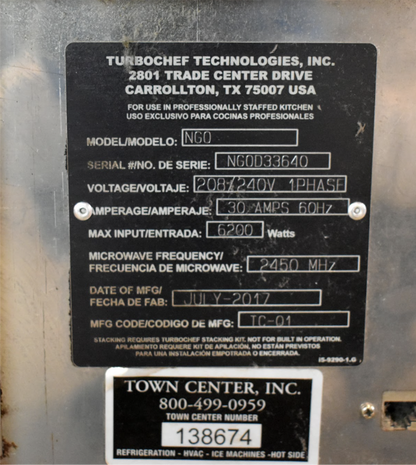 TURBOCHEF TECHNOLOGIES, INC.
2801 TRADE CENTER DRIVE
CARROLLTON, TX 75007 USA
FOR USE IN PROFESSIONALLY STAFFED KITCHEN
USO EXCLUSIVO PARA COCINAS PROFESIONALES
MODEL/MODELO: NGO
SERIAL #/NO. DE SERIE: NGOD33640
VOLTAGE/VOLTAJE: 208/240V 1PHASE
AMPERAGE/AMPERAJE: 30 AMPS 60Hz
MAX INPUT/ENTRADA: 6200 Watts
MICROWAVE FREQUENCY/
FRECUENCIA DE MICROWAVE: 2450 MHz
DATE OF MFG/
FECHA DE FAB: JULY-2017
MFG CODE/CODIGO DE MFG: TC-01
STACKING REQUIRES TURBOCHEF STACKING KIT. NOT FOR BUILT IN OPERATION.
APILAMIENTO REQUIERE KIT DE APILACIÓN, NO ESTÁN PREVISTOS
PARA UNA INSTALACIÓN EMPOTRADA O ENCERRADA.
I5-9290-1.G
TOWN CENTER, INC.
800-499-0959
TOWN CENTER NUMBER
138674
REFRIGERATION - HVAC - ICE MACHINES -HOT SIDE